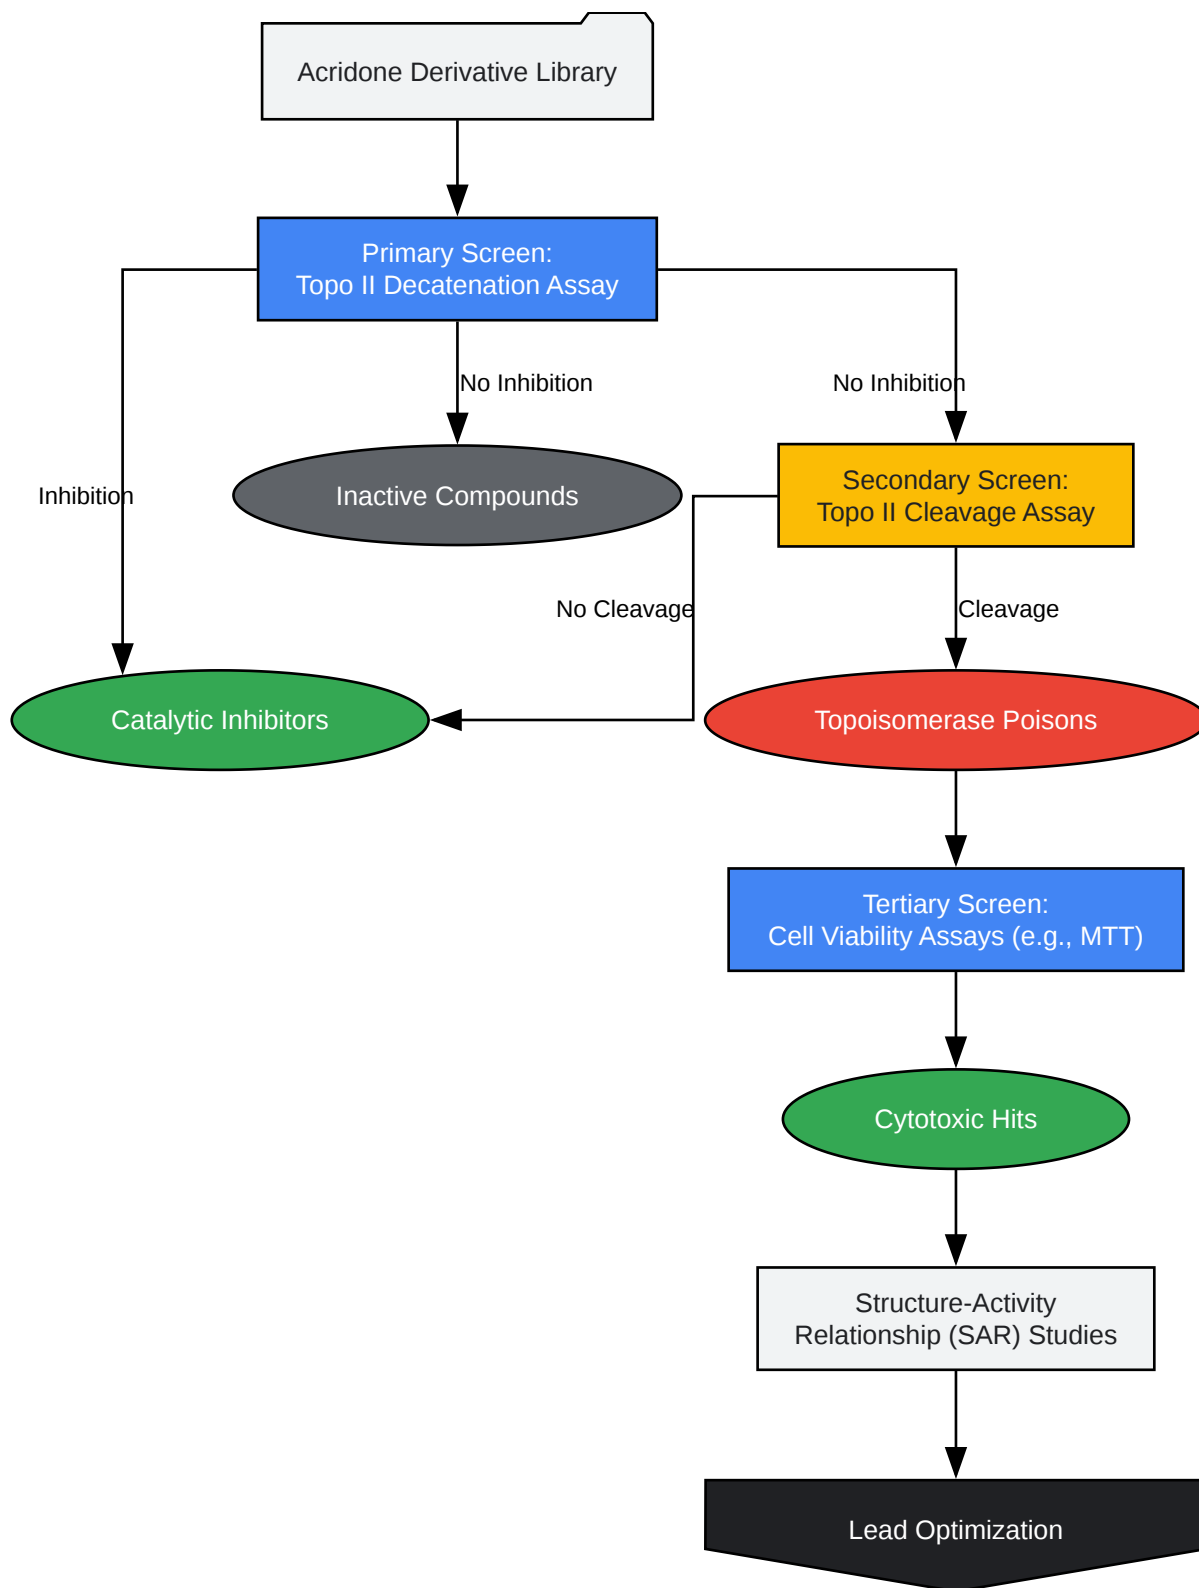 Acridone Derivative Library
Primary Screen:
Topo II Decatenation Assay
No Inhibition
No Inhibition
Inhibition
Inactive Compounds
Secondary Screen:
Topo II Cleavage Assay
No Cleavage
Cleavage
Catalytic Inhibitors
Topoisomerase Poisons
Tertiary Screen:
Cell Viability Assays (e.g., MTT)
Cytotoxic Hits
Structure-Activity
Relationship (SAR) Studies
Lead Optimization